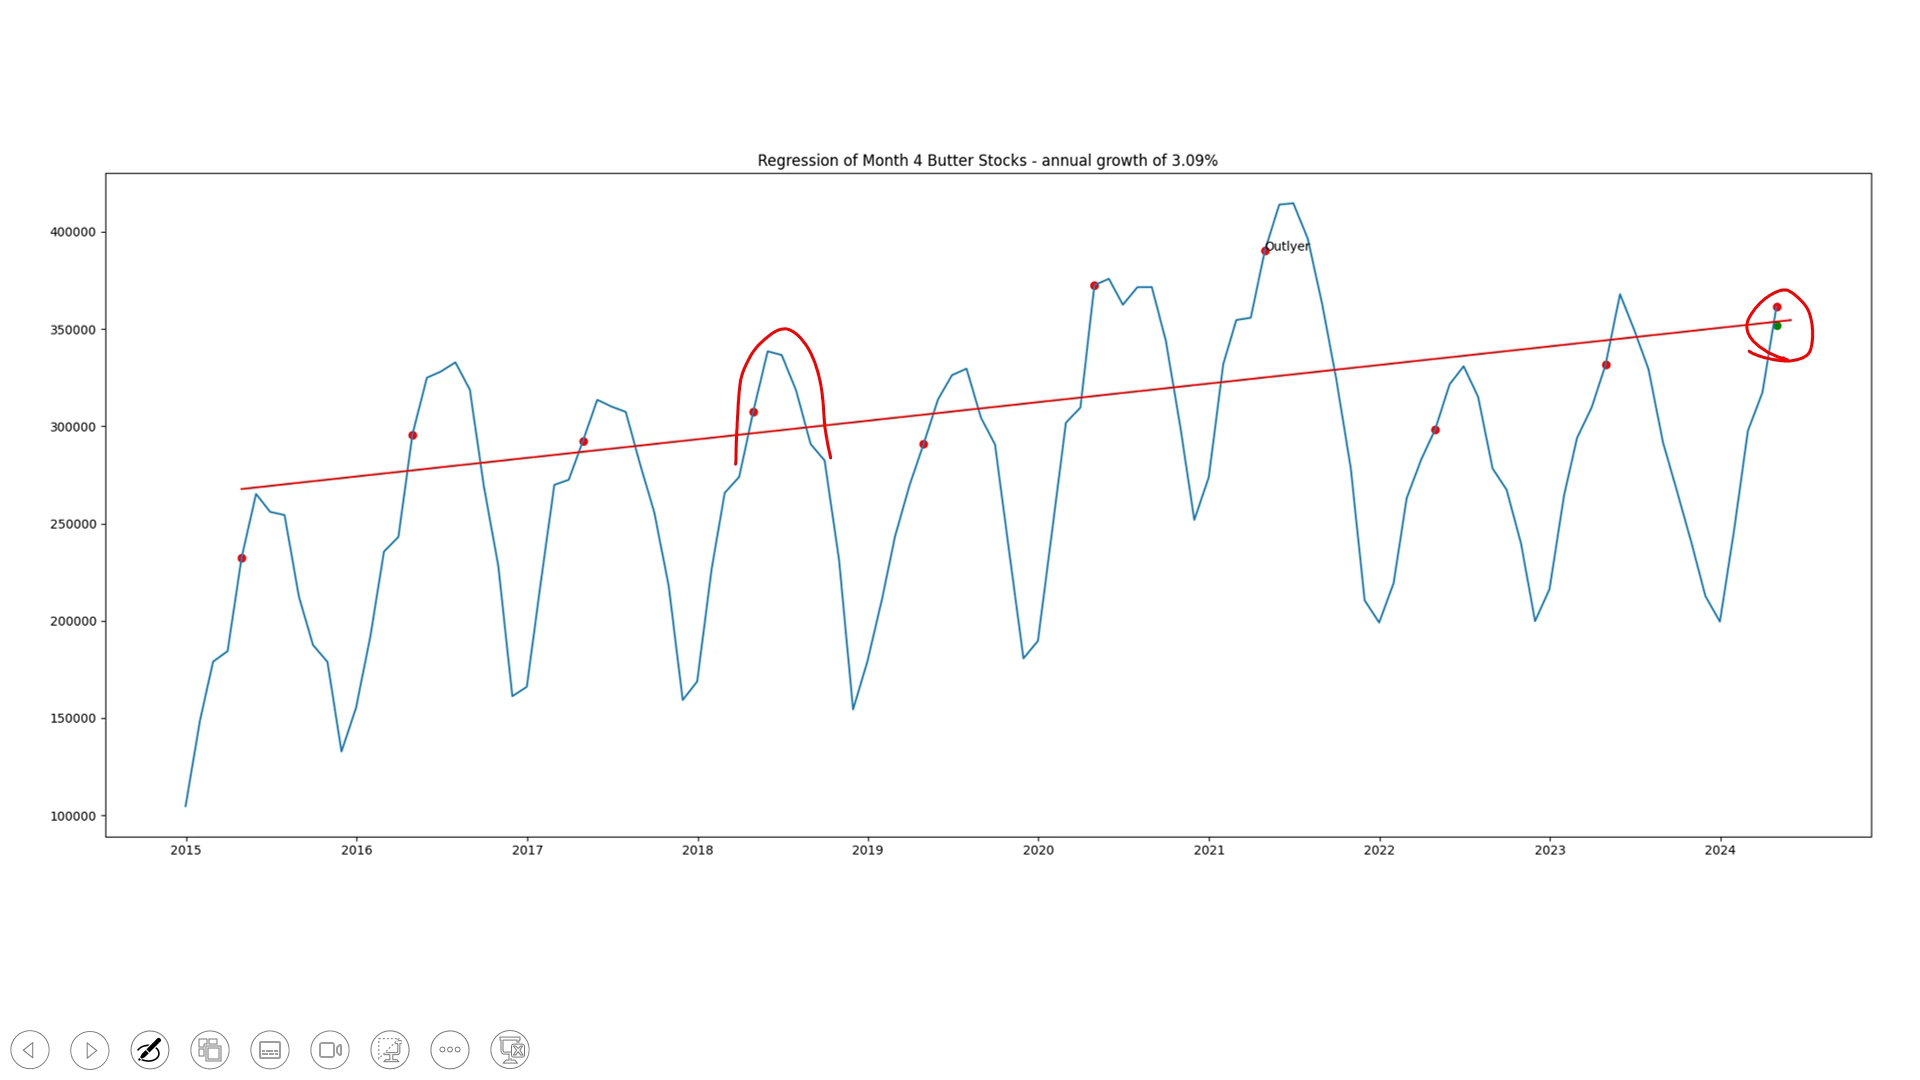 Regression of Month 4 Butter Stocks - annual growth of 3.09%
400000
Outlyer
350000
300000
250000
200000
150000
100000
2015 2016 2017 2018 2019 2020 2021 2022 2023 2024